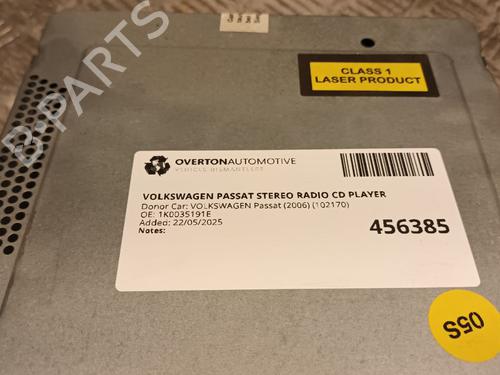 CLASS 1
LASER PRODUCT
OVERTONAUTOMOTIVE
VEHICLE DISMANTLERS
VOLKSWAGEN PASSAT STEREO RADIO CD PLAYER
Donor Car: VOLKSWAGEN Passat (2006) (102170)
OE: 1K0035191E
Added: 22/05/2025
Notes:
456385
05S
B-PARTS